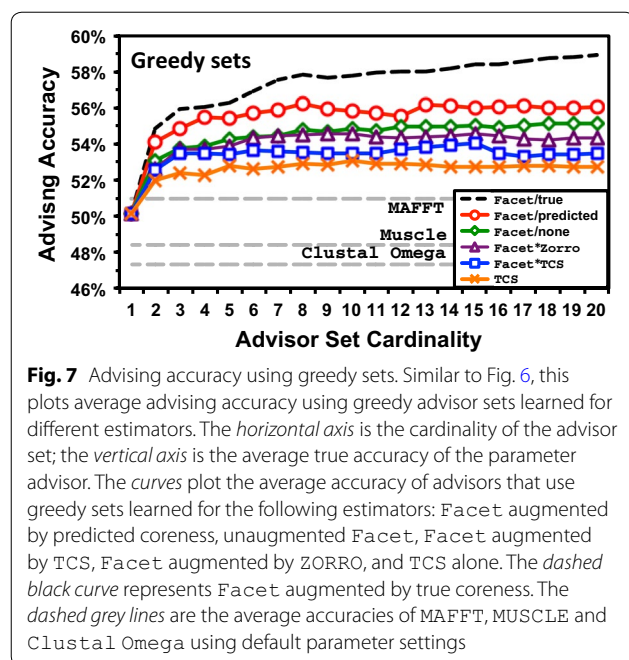 60%
58%
56%
54%
52%
50%
48%
46%
Advisng Accuracy
Greedy sets
MAFFT
Muscle
Clustal Omega
Facet/true
Facet/predicted
Facet/none
Facet*Zorro
Facet*TCS
TCS
1 2 3 4 5 6 7 8 9 10 11 12 13 14 15 16 17 18 19 20
Advisor Set Cardinality
Fig. 7 Advising accuracy using greedy sets. Similar to Fig. 6, this
plots average advising accuracy using greedy advisor sets learned for
different estimators. The horizontal axis is the cardinality of the advisor
set; the vertical axis is the average true accuracy of the parameter
advisor. The curves plot the average accuracy of advisors that use
greedy sets learned for the following estimators: Facet augmented
by predicted coreness, unaugmented Facet, Facet augmented
by TCS, Facet augmented by ZORRO, and TCS alone. The dashed
black curve represents Facet augmented by true coreness. The
dashed grey lines are the average accuracies of MAFFT, MUSCLE and
Clustal Omega using default parameter settings